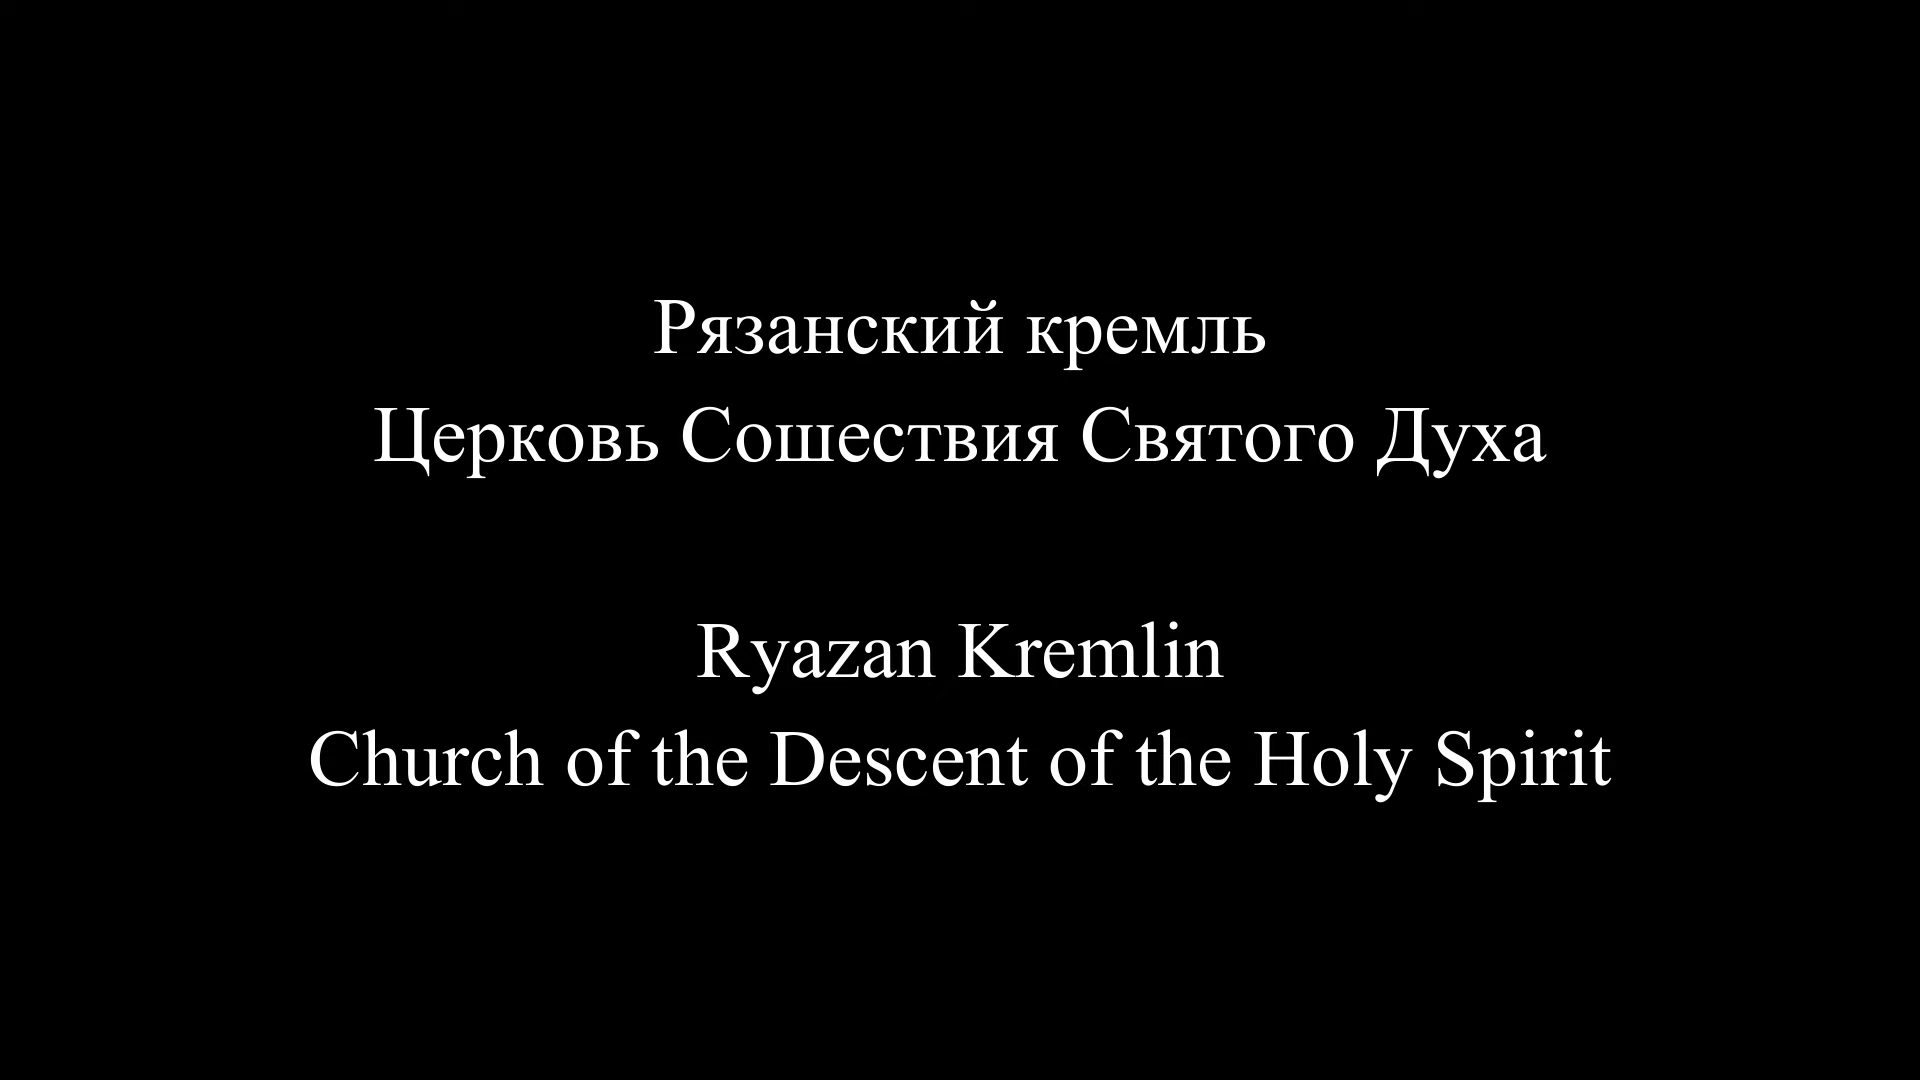 Рязанский кремль
Церковь Сошествия Святого Духа
Ryazan Kremlin
Church of the Descent of the Holy Spirit